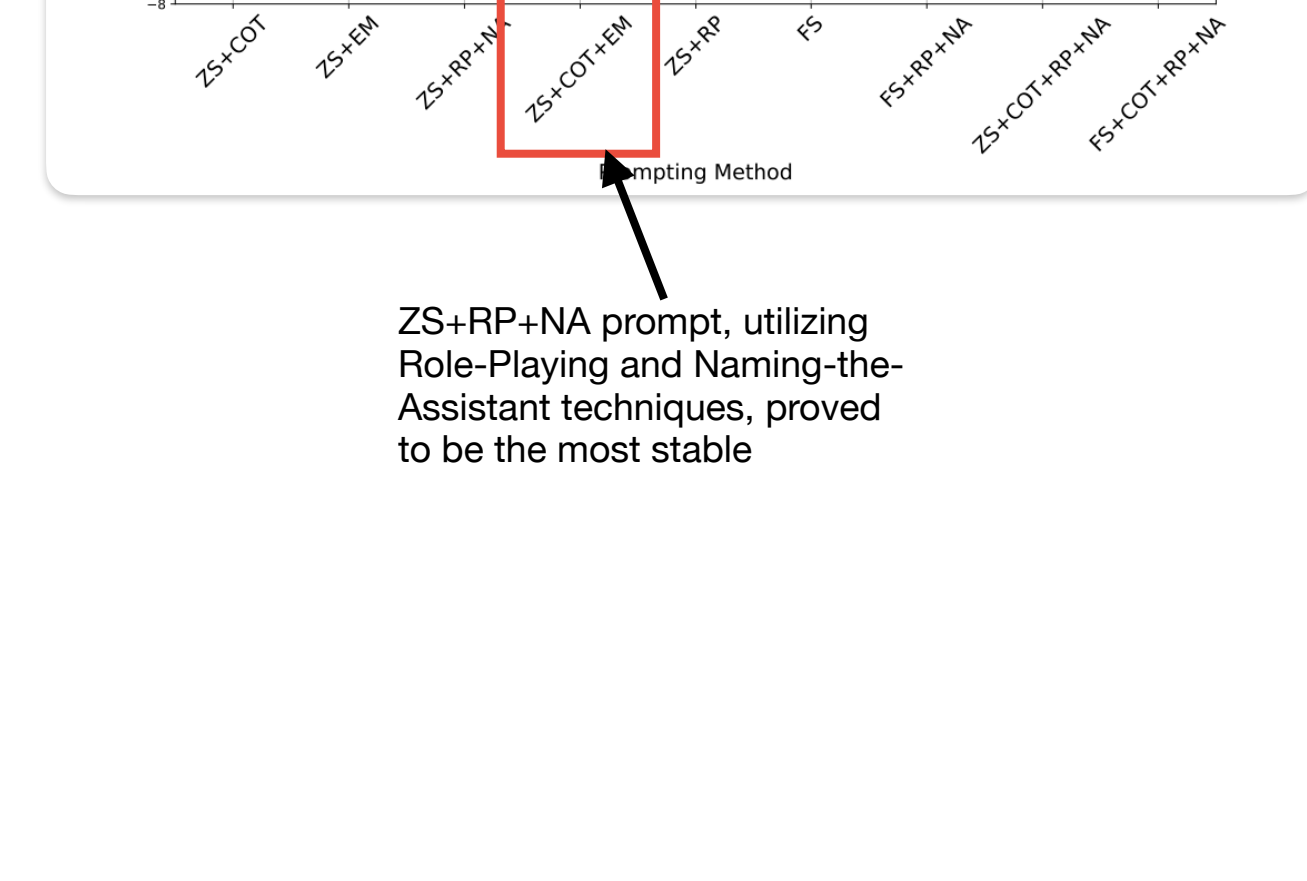 −8
ZS+COT
ZS+EM
ZS+RP+NA
ZS+COT+EM
ZS+RP
FS
FS+RP+NA
ZS+COT+RP+NA
FS+COT+RP+NA
Prompting Method
ZS+RP+NA prompt, utilizing
Role-Playing and Naming-the-
Assistant techniques, proved
to be the most stable